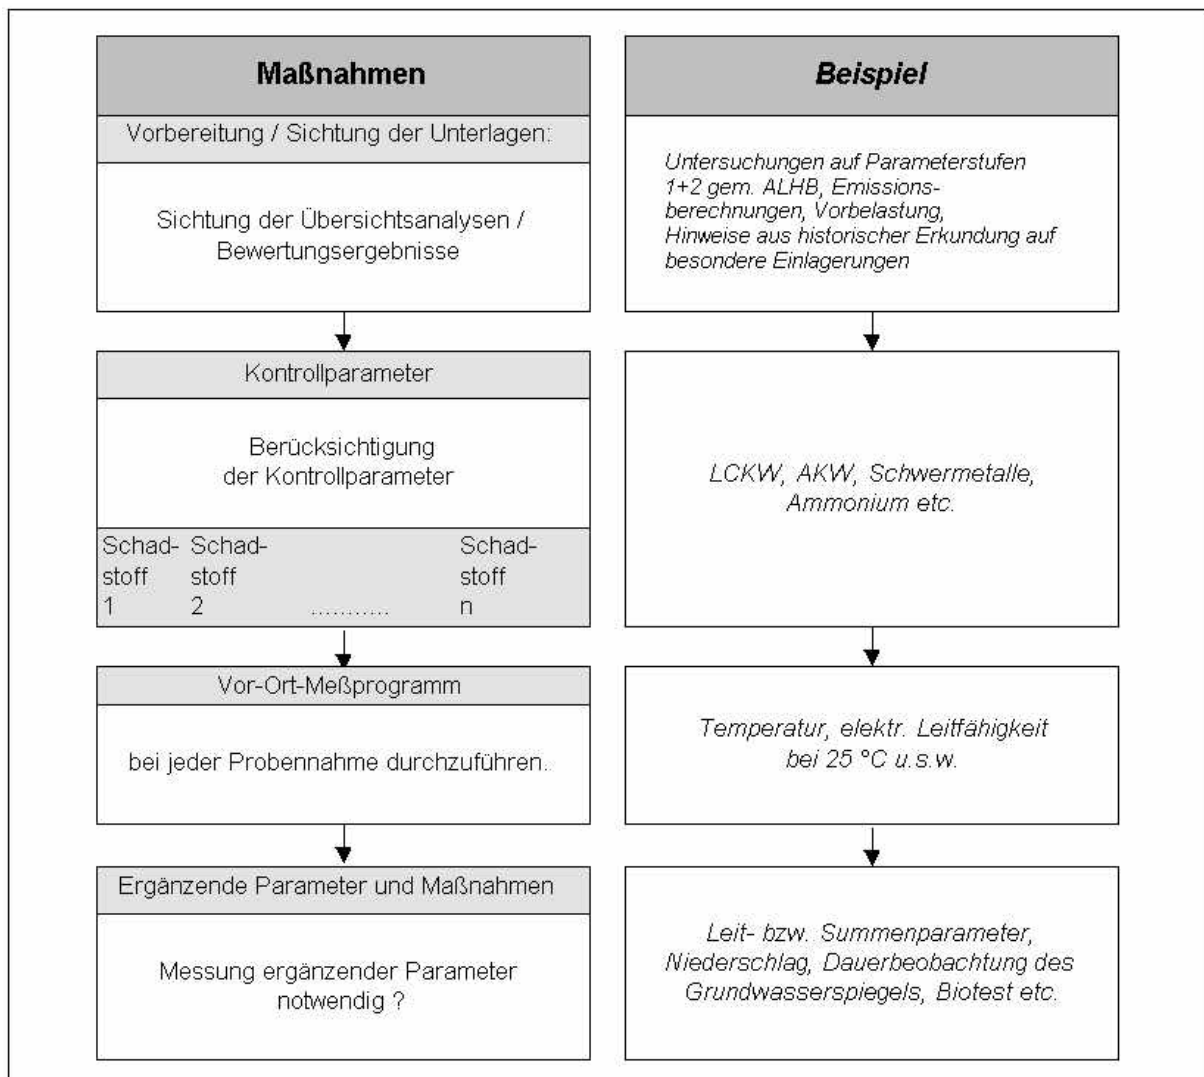 Maßnahmen
Vorbereitung / Sichtung der Unterlagen:
Sichtung der Übersichtsanalysen /
Bewertungsergebnisse
Beispiel
Untersuchungen auf Parameterstufen
1+2 gem. ALHB, Emissions-
berechnungen, Vorbelastung,
Hinweise aus historischer Erkundung auf
besondere Einlagerungen
Kontrollparameter
Berücksichtigung
der Kontrollparameter
Schad- Schad- Schad-
stoff stoff stoff
1 2 ........... n
LCKW, AKW, Schwermetalle,
Ammonium etc.
Vor-Ort-Meßprogramm
bei jeder Probennahme durchzuführen.
Temperatur, elektr. Leitfähigkeit
bei 25 °C u.s.w.
Ergänzende Parameter und Maßnahmen
Messung ergänzender Parameter
notwendig ?
Leit- bzw. Summenparameter,
Niederschlag, Dauerbeobachtung des
Grundwasserspiegels, Biotest etc.